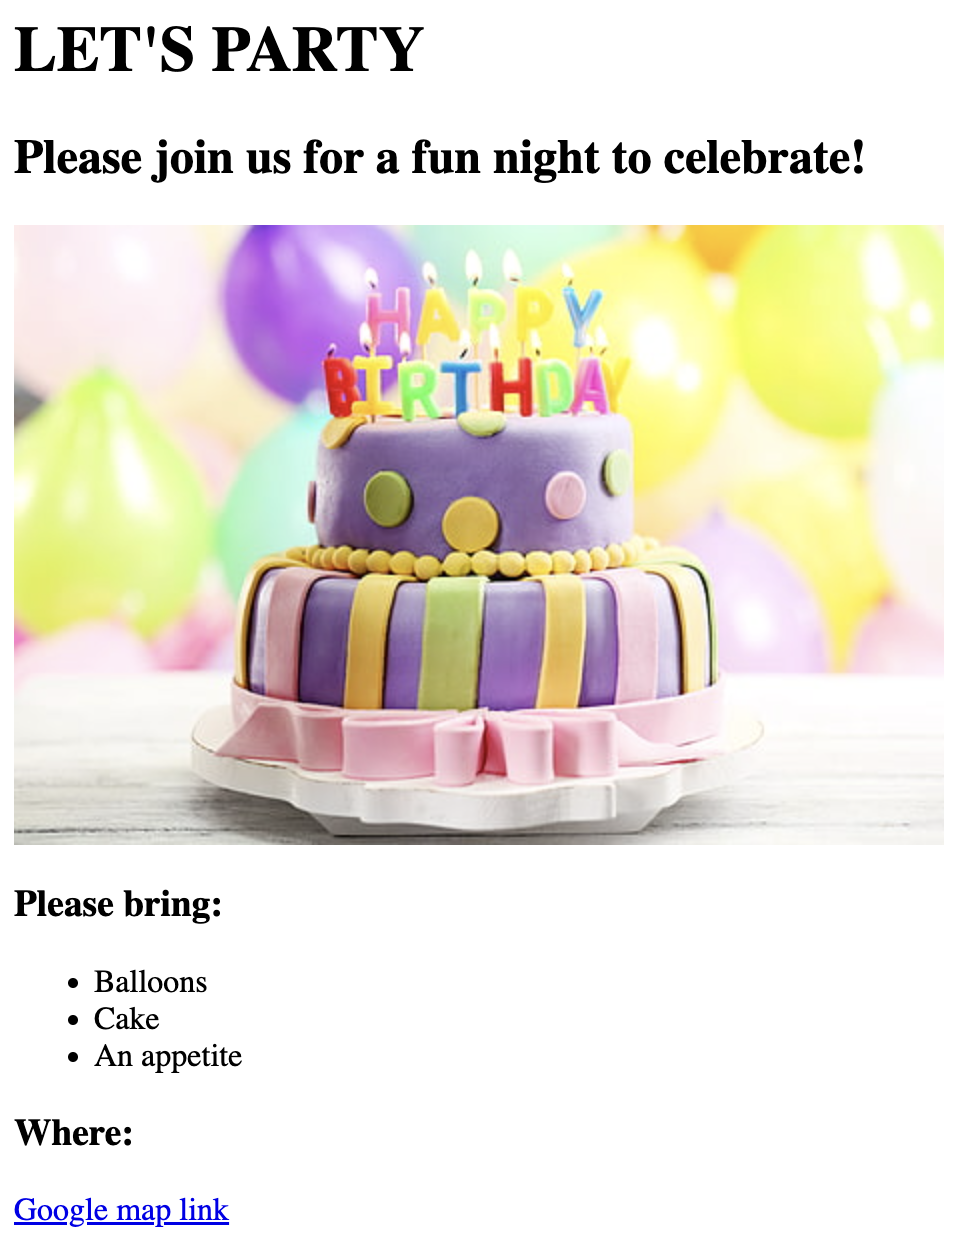 LET'S PARTY
Please join us for a fun night to celebrate!
HAPPY
BIRTHDAY
Please bring:
Balloons
Cake
An appetite
Where:
Google map link